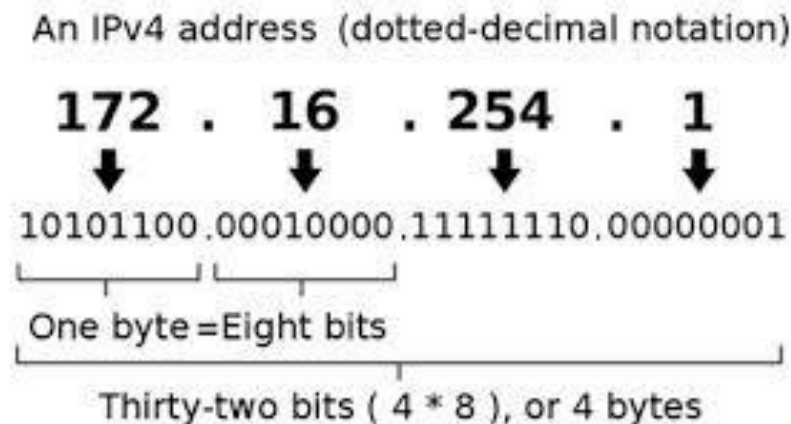 An IPv4 address (dotted-decimal notation)
172 . 16 . 254 . 1
10101100.00010000.11111110.00000001
One byte=Eight bits
Thirty-two bits ( 4 * 8 ), or 4 bytes